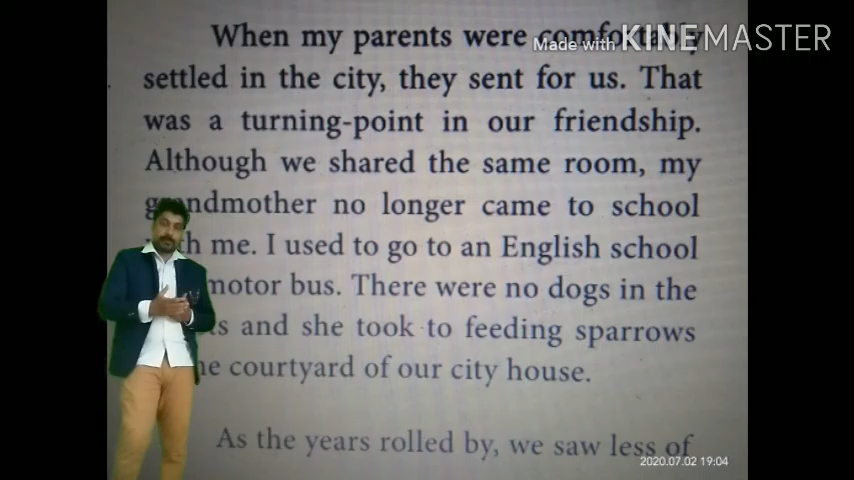 When my parents were
Made with KINEMASTER
settled in the city, they sent for us. That
was a turning-point in our friendship.
Although we shared the same room, my
grandmother no longer came to school
with me. I used to go to an English school
motor bus. There were no dogs in the
and she took to feeding sparrows
courtyard of our city house.
As the years rolled by, we saw less of
2020.07.02 19:04